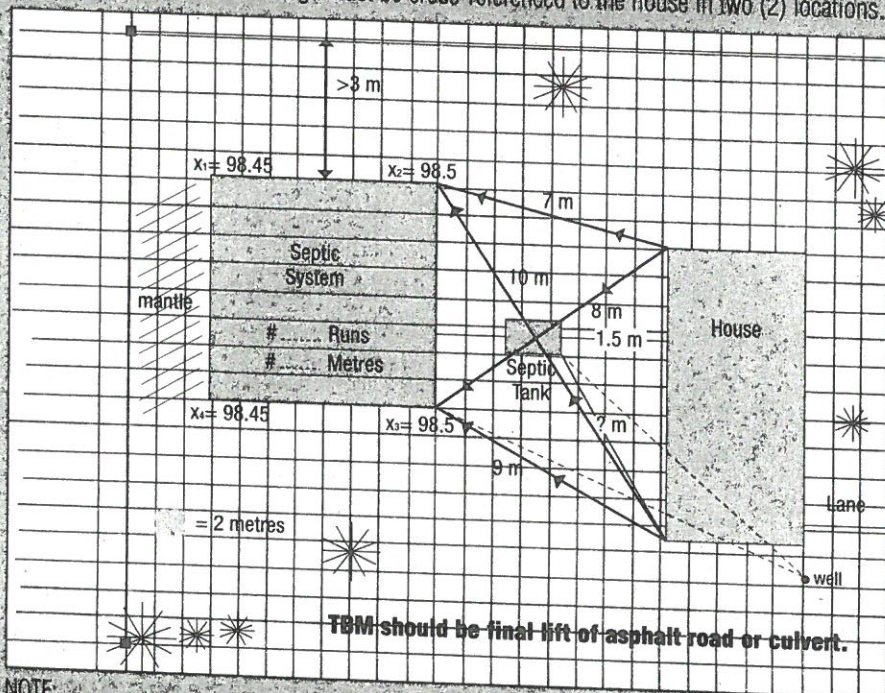 must be cross referenced to the house in two (2) locations.
>3 m
x₁= 98.45
x₂= 98.5
7 m
Septic
System
10 m
mantle
8 m
1.5 m
House
# ........ Runs
# ........ Metres
Septic
Tank
x₄= 98.45
x₃= 98.5
? m
9 m
= 2 metres
Lane
well
TBM should be final lift of asphalt road or culvert.
NOTE: